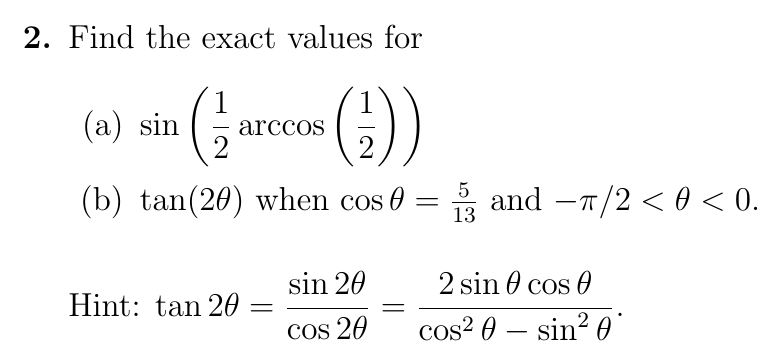 2. Find the exact values for
(a) sin(1/2 arccos(1/2))
(b) tan(2θ) when cos θ = 5/13 and −π/2 < θ < 0.
Hint: tan 2θ = sin 2θ / cos 2θ = 2 sin θ cos θ / cos² θ − sin² θ.